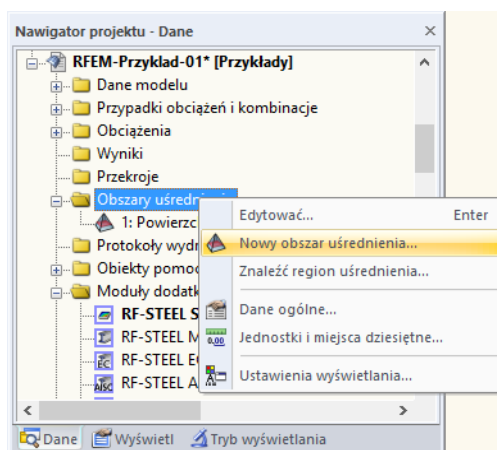 Nawigator projektu - Dane
RFEM-Przyklad-01* [Przykłady]
Dane modelu
Przypadki obciążeń i kombinacje
Obciążenia
Wyniki
Przekroje
Obszary uśredn
1: Powierzc
Protokoły wydr
Obiekty pomoc
Moduły dodatk
RF-STEEL S
RF-STEEL M
RF-STEEL EC
RF-STEEL A
Edytować... Enter
Nowy obszar uśrednienia...
Znaleźć region uśrednienia...
Dane ogólne...
Jednostki i miejsca dziesiętne...
Ustawienia wyświetlania...
Dane Wyświetl Tryb wyświetlania